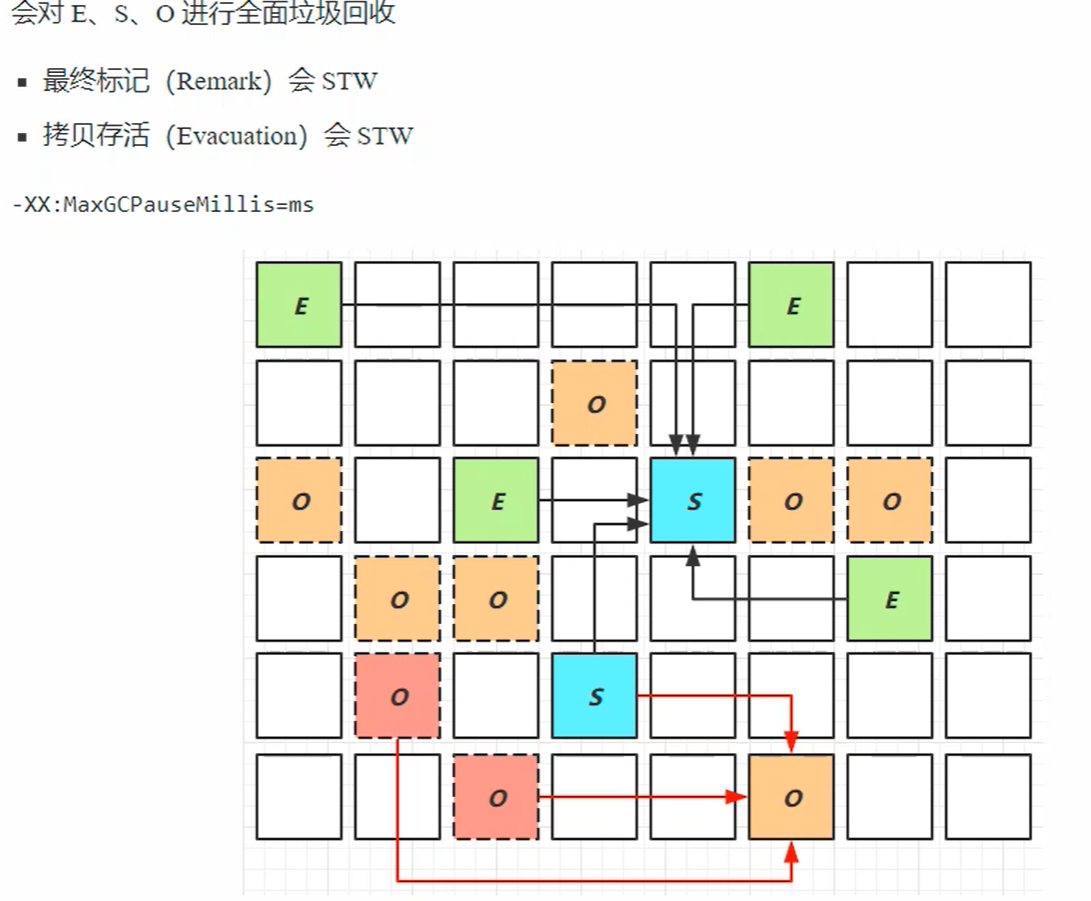 会对 E、S、O 进行全面垃圾回收
▪ 最终标记（Remark）会 STW
▪ 拷贝存活（Evacuation）会 STW
-XX:MaxGCPauseMillis=ms
E E
O
O E S O O
O O E
O S
O O